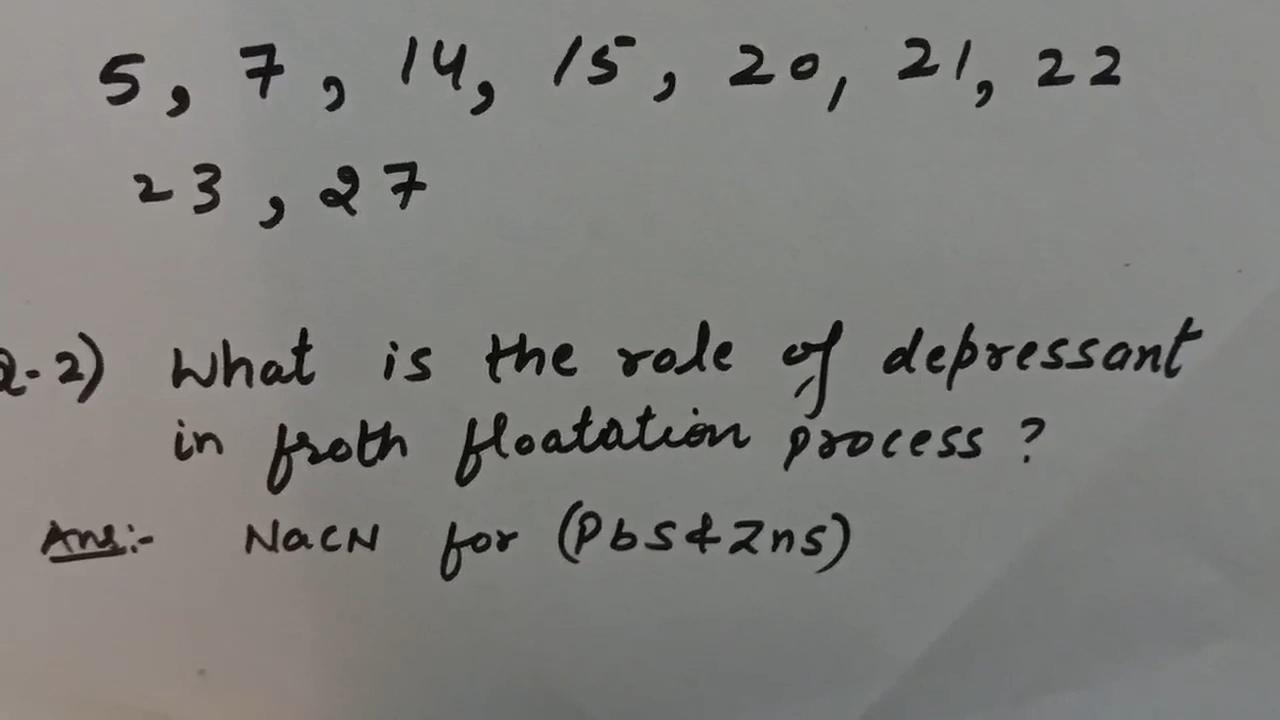 5, 7, 14, 15, 20, 21, 22
23, 27
Q-2) What is the role of depressant
in froth floatation process?
Ans:- NaCN for (PbS & ZnS)